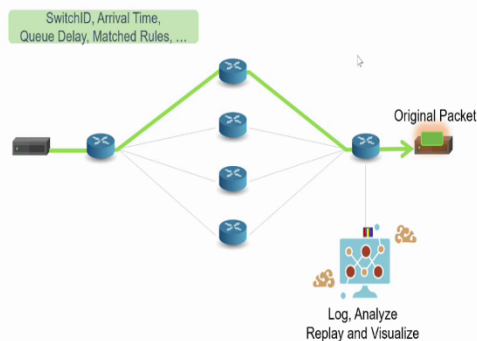 SwitchID, Arrival Time,
Queue Delay, Matched Rules, ...
Original Packet
Log, Analyze
Replay and Visualize